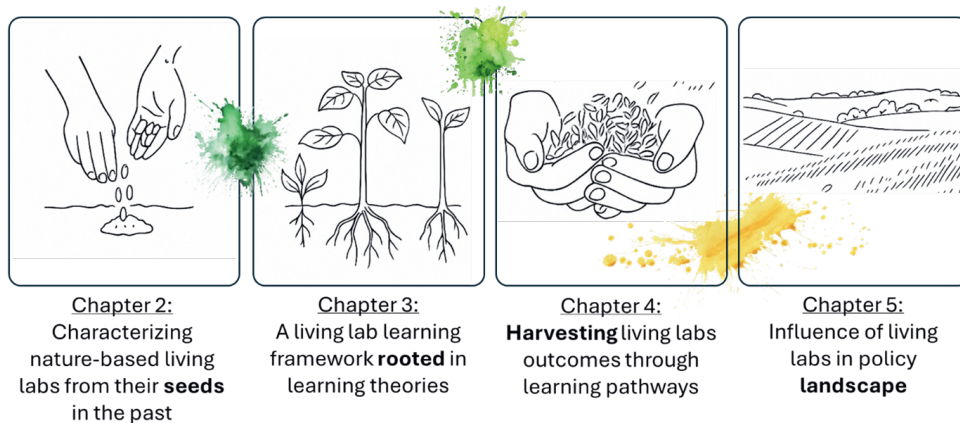 Chapter 2:
Characterizing
nature-based living
labs from their seeds
in the past
Chapter 3:
A living lab learning
framework rooted in
learning theories
Chapter 4:
Harvesting living labs
outcomes through
learning pathways
Chapter 5:
Influence of living
labs in policy
landscape